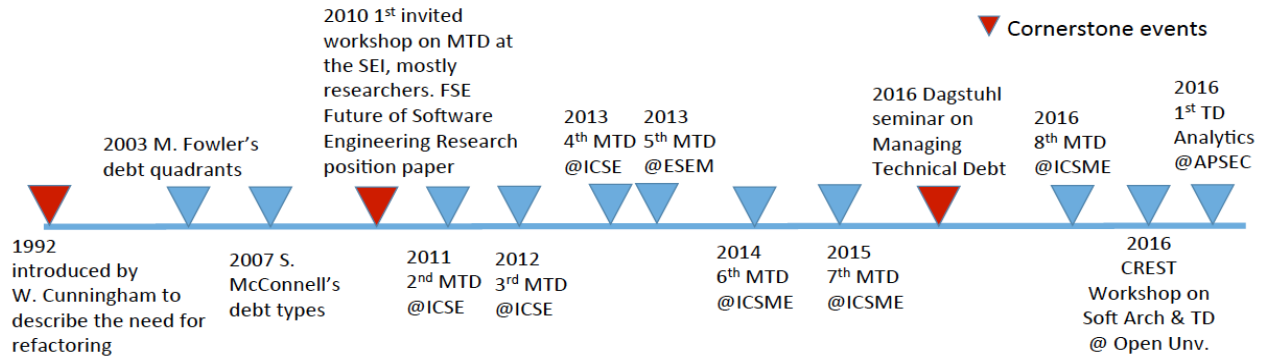 Cornerstone events
1992
introduced by
W. Cunningham to
describe the need for
refactoring
2003 M. Fowler's
debt quadrants
2007 S.
McConnell's
debt types
2010 1st invited
workshop on MTD at
the SEI, mostly
researchers. FSE
Future of Software
Engineering Research
position paper
2011
2nd MTD
@ICSE
2012
3rd MTD
@ICSE
2013
4th MTD
@ICSE
2013
5th MTD
@ESEM
2014
6th MTD
@ICSME
2015
7th MTD
@ICSME
2016 Dagstuhl
seminar on
Managing
Technical Debt
2016
8th MTD
@ICSME
2016
CREST
Workshop on
Soft Arch & TD
@ Open Unv.
2016
1st TD
Analytics
@APSEC